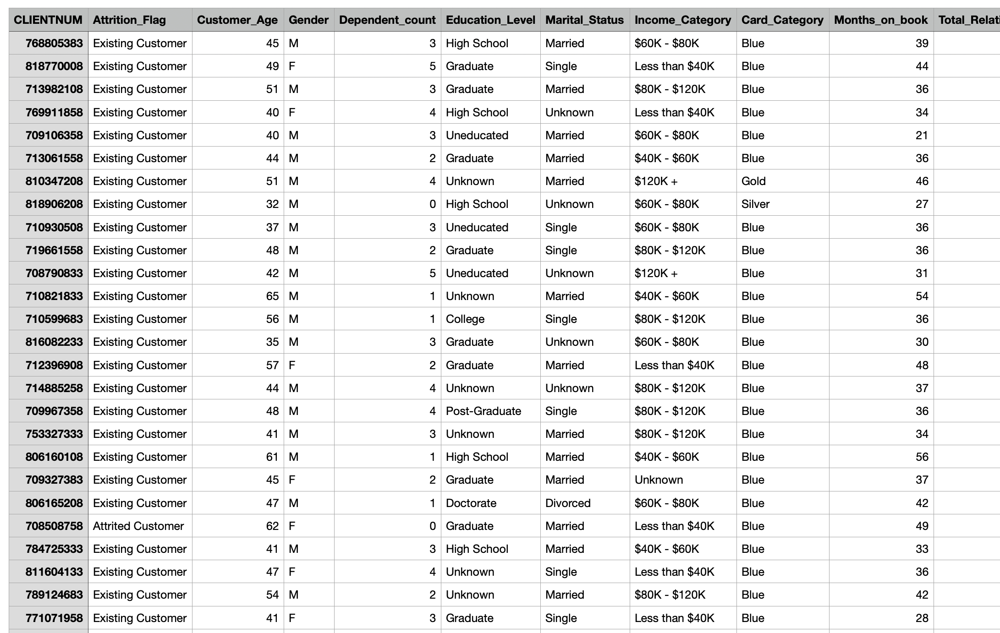 CLIENTNUM Attrition_Flag Customer_Age Gender Dependent_count Education_Level Marital_Status Income_Category Card_Category Months_on_book Total_Relati
768805383 Existing Customer 45 M 3 High School Married $60K - $80K Blue 39
818770008 Existing Customer 49 F 5 Graduate Single Less than $40K Blue 44
713982108 Existing Customer 51 M 3 Graduate Married $80K - $120K Blue 36
769911858 Existing Customer 40 F 4 High School Unknown Less than $40K Blue 34
709106358 Existing Customer 40 M 3 Uneducated Married $60K - $80K Blue 21
713061558 Existing Customer 44 M 2 Graduate Married $40K - $60K Blue 36
810347208 Existing Customer 51 M 4 Unknown Married $120K + Gold 46
818906208 Existing Customer 32 M 0 High School Unknown $60K - $80K Silver 27
710930508 Existing Customer 37 M 3 Uneducated Single $60K - $80K Blue 36
719661558 Existing Customer 48 M 2 Graduate Single $80K - $120K Blue 36
708790833 Existing Customer 42 M 5 Uneducated Unknown $120K + Blue 31
710821833 Existing Customer 65 M 1 Unknown Married $40K - $60K Blue 54
710599683 Existing Customer 56 M 1 College Single $80K - $120K Blue 36
816082233 Existing Customer 35 M 3 Graduate Unknown $60K - $80K Blue 30
712396908 Existing Customer 57 F 2 Graduate Married Less than $40K Blue 48
714885258 Existing Customer 44 M 4 Unknown Unknown $80K - $120K Blue 37
709967358 Existing Customer 48 M 4 Post-Graduate Single $80K - $120K Blue 36
753327333 Existing Customer 41 M 3 Unknown Married $80K - $120K Blue 34
806160108 Existing Customer 61 M 1 High School Married $40K - $60K Blue 56
709327383 Existing Customer 45 F 2 Graduate Married Unknown Blue 37
806165208 Existing Customer 47 M 1 Doctorate Divorced $60K - $80K Blue 42
708508758 Attrited Customer 62 F 0 Graduate Married Less than $40K Blue 49
784725333 Existing Customer 41 M 3 High School Married $40K - $60K Blue 33
811604133 Existing Customer 47 F 4 Unknown Single Less than $40K Blue 36
789124683 Existing Customer 54 M 2 Unknown Married $80K - $120K Blue 42
771071958 Existing Customer 41 F 3 Graduate Single Less than $40K Blue 28